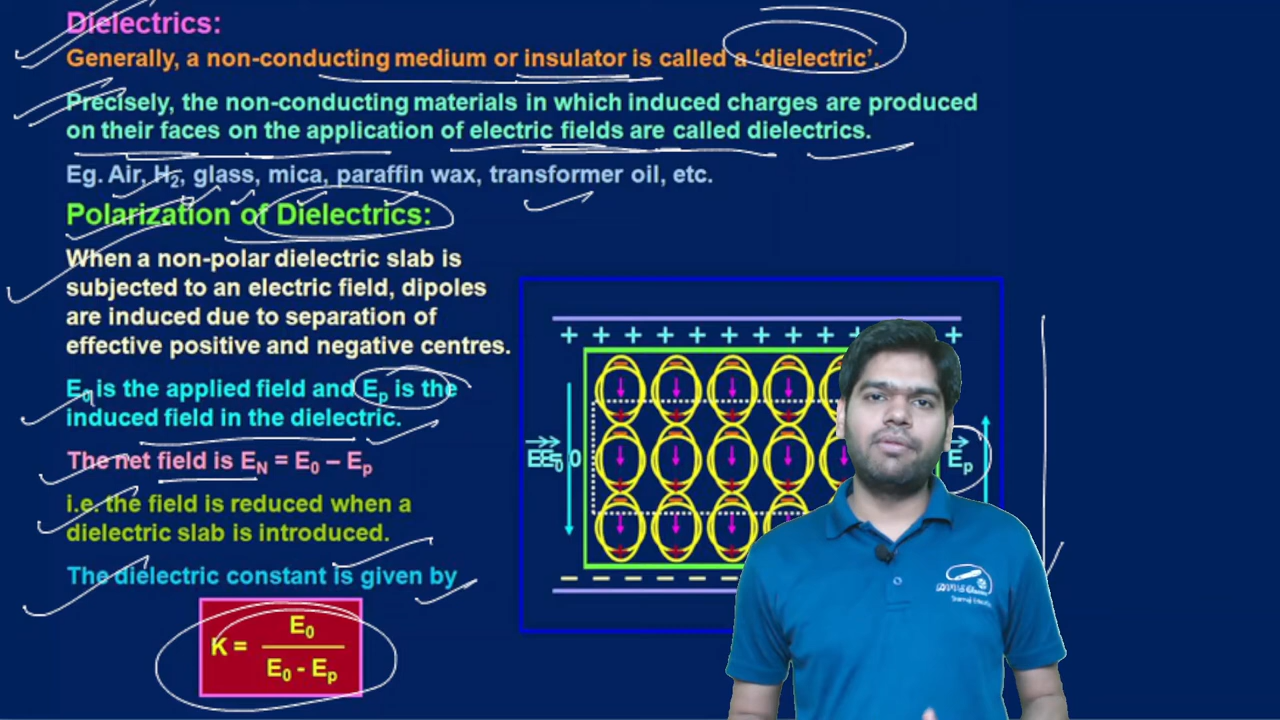 Dielectrics:
Generally, a non-conducting medium or insulator is called a ‘dielectric’.
Precisely, the non-conducting materials in which induced charges are produced
on their faces on the application of electric fields are called dielectrics.
Eg. Air, H₂, glass, mica, paraffin wax, transformer oil, etc.
Polarization of Dielectrics:
When a non-polar dielectric slab is
subjected to an electric field, dipoles
are induced due to separation of
effective positive and negative centres.
E₀ is the applied field and Eₚ is the
induced field in the dielectric.
The net field is E_N = E₀ – Eₚ
i.e. the field is reduced when a
dielectric slab is introduced.
The dielectric constant is given by
K = E₀ / E₀ - Eₚ
+ + + + + + + + + + +
E₀
Eₚ